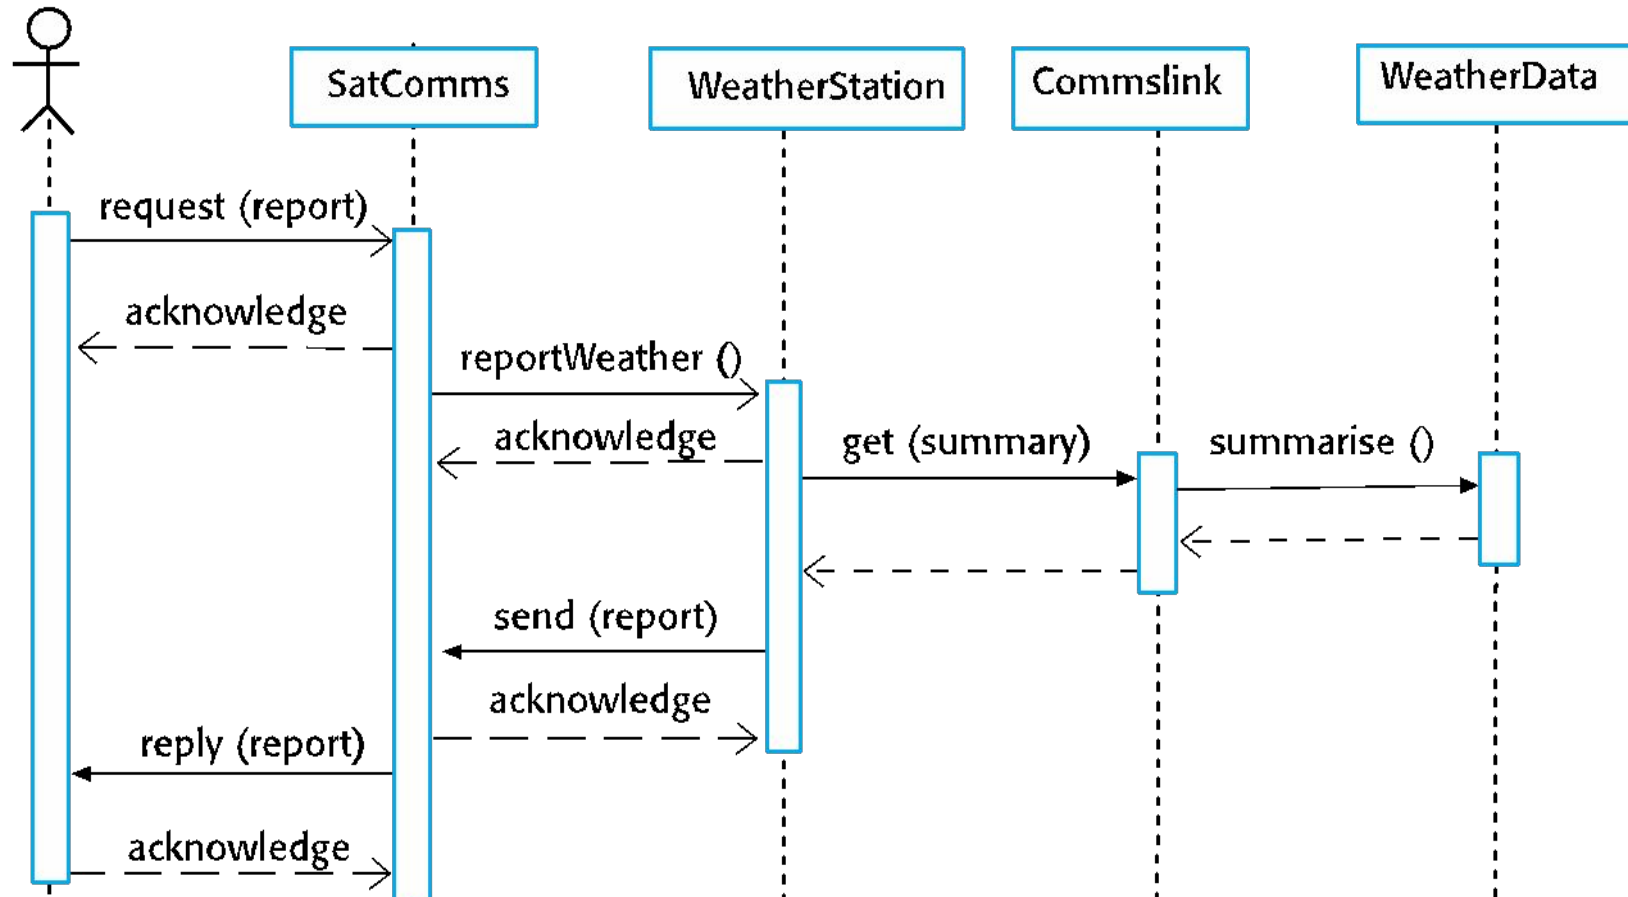 SatComms
WeatherStation
Commslink
WeatherData
request (report)
acknowledge
reportWeather ()
acknowledge
get (summary)
summarise ()
send (report)
acknowledge
reply (report)
acknowledge